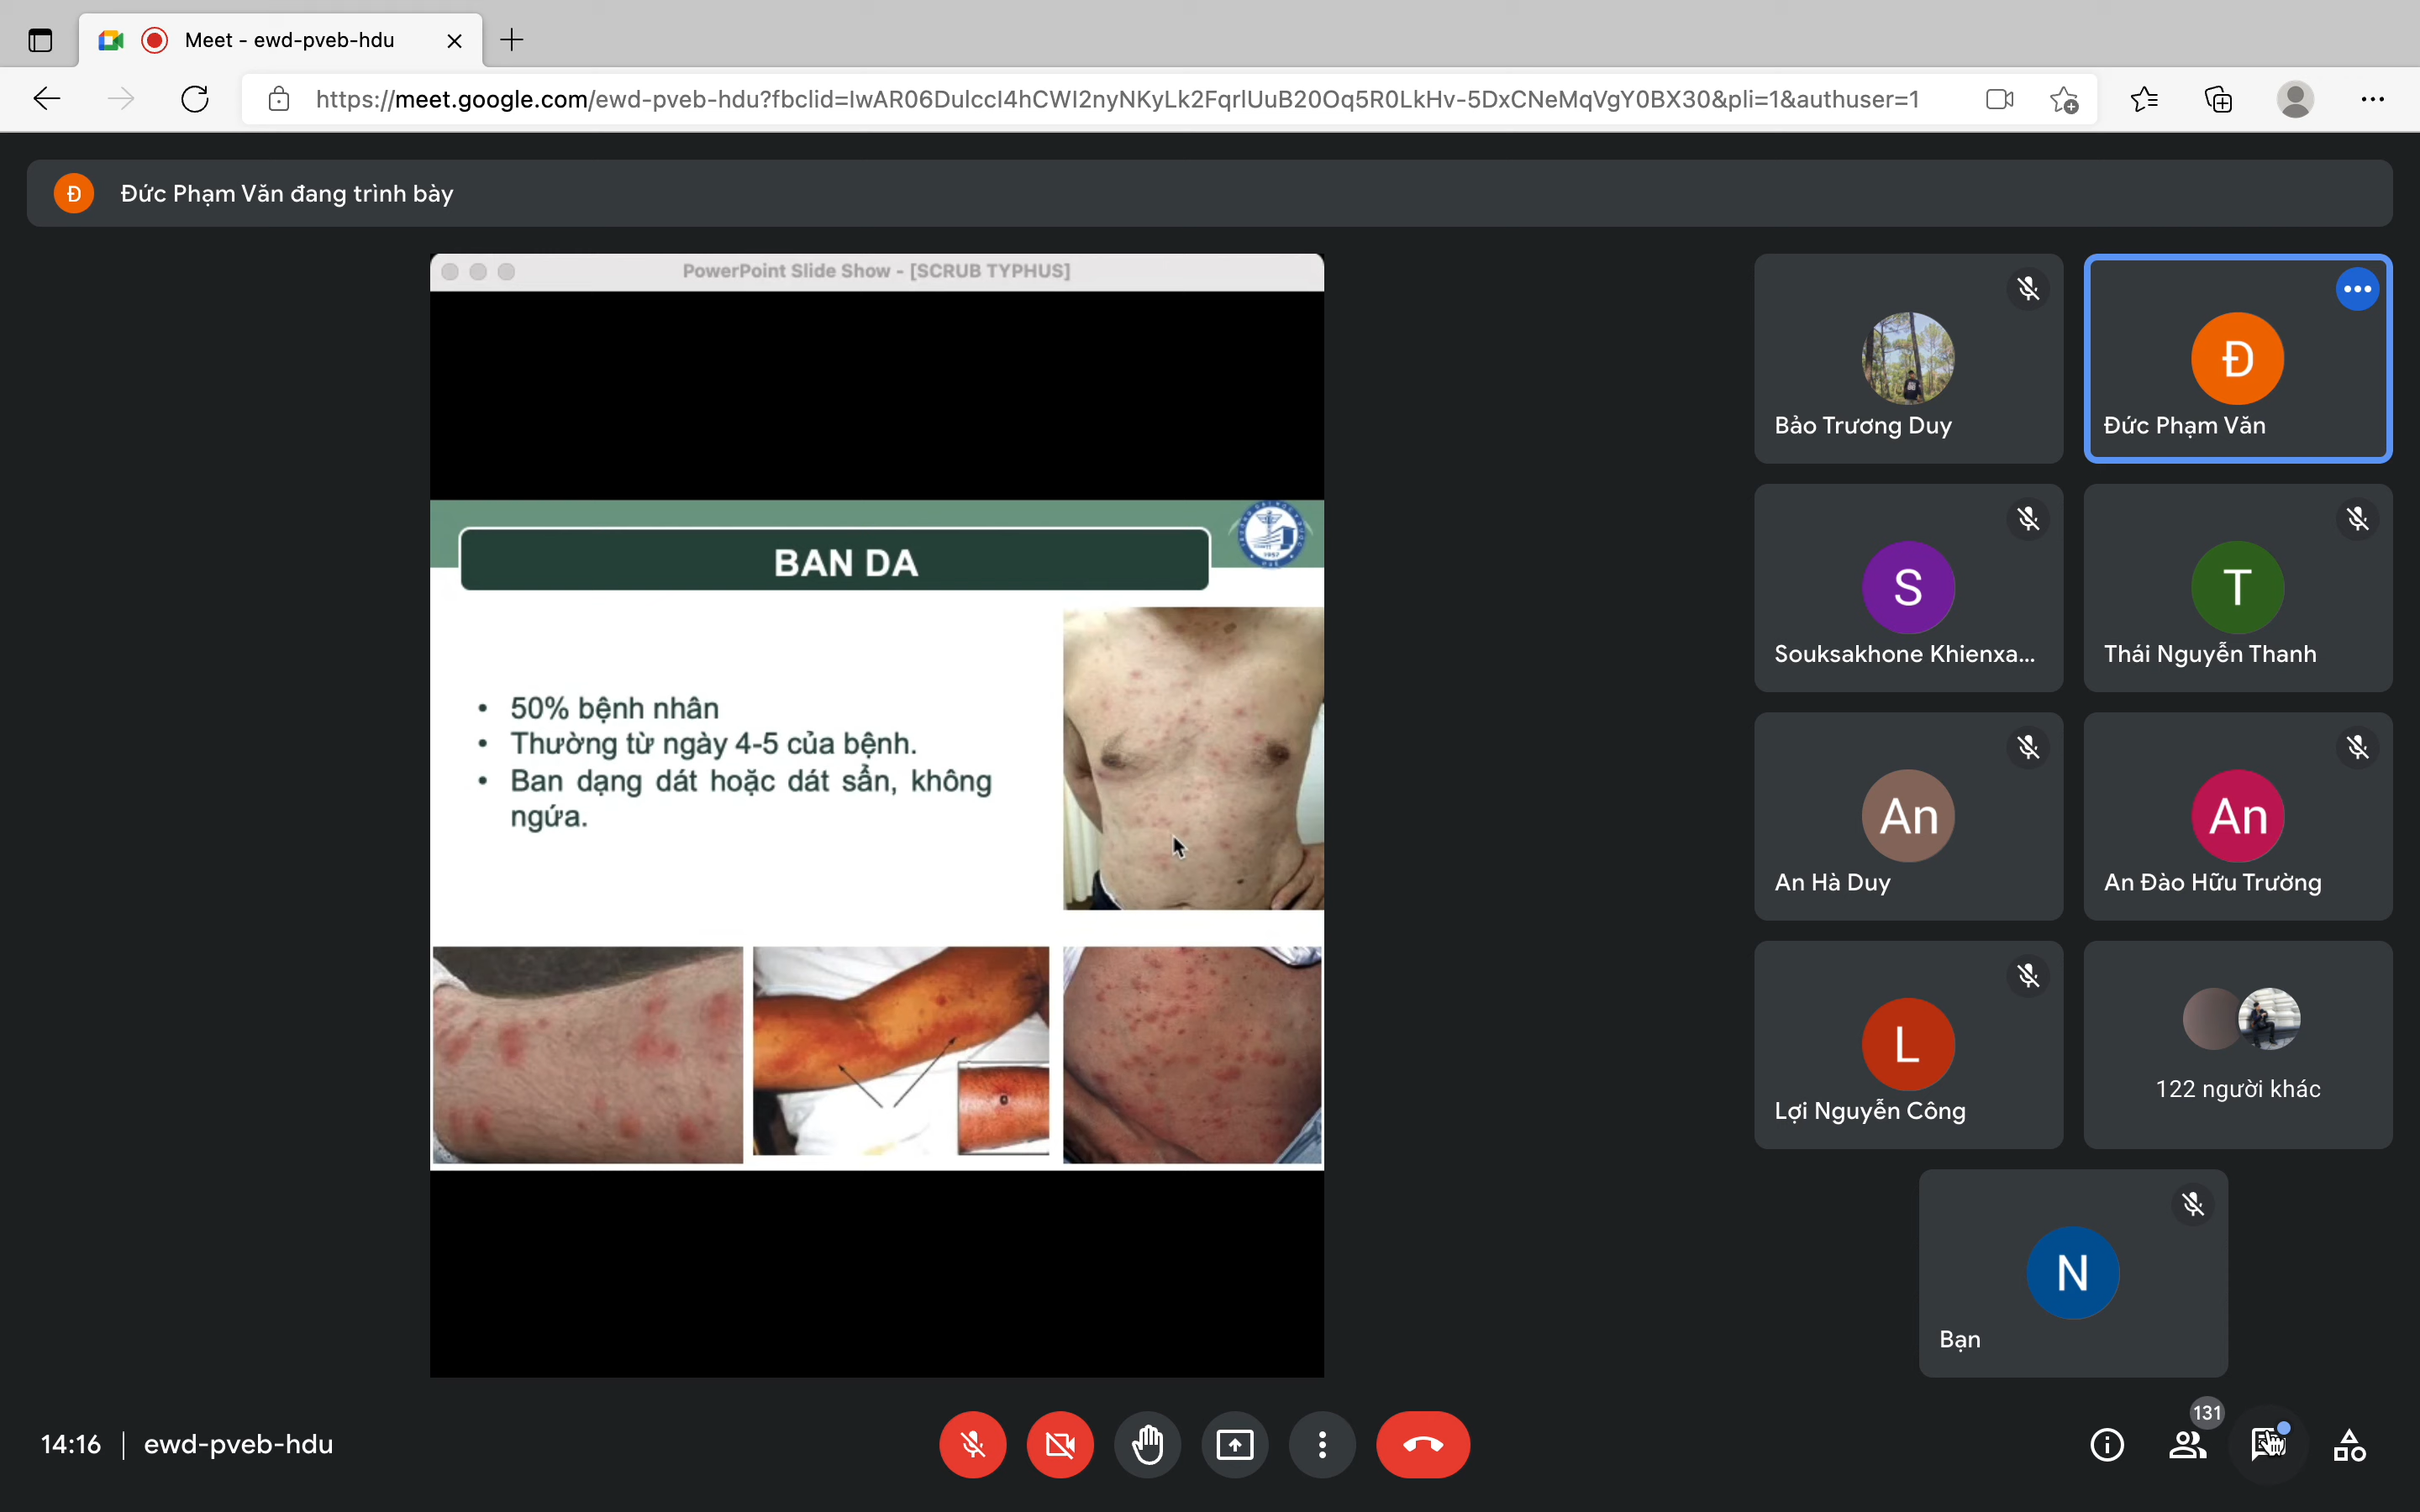 Meet - ewd-pveb-hdu
https://meet.google.com/ewd-pveb-hdu?fbclid=IwAR06DulccI4hCWI2nyNKyLk2FqrIUuB20Oq5R0LkHv-5DxCNeMqVgY0BX30&pli=1&authuser=1
Đ
Đức Phạm Văn đang trình bày
PowerPoint Slide Show - [SCRUB TYPHUS]
BAN DA
1957
• 50% bệnh nhân
• Thường từ ngày 4-5 của bệnh.
• Ban dạng dát hoặc dát sẩn, không
ngứa.
Bảo Trương Duy
Đ
Đức Phạm Văn
S
Souksakhone Khienxa...
T
Thái Nguyễn Thanh
An
An Hà Duy
An
An Đào Hữu Trường
L
Lợi Nguyễn Công
122 người khác
N
Bạn
14:16 | ewd-pveb-hdu
131